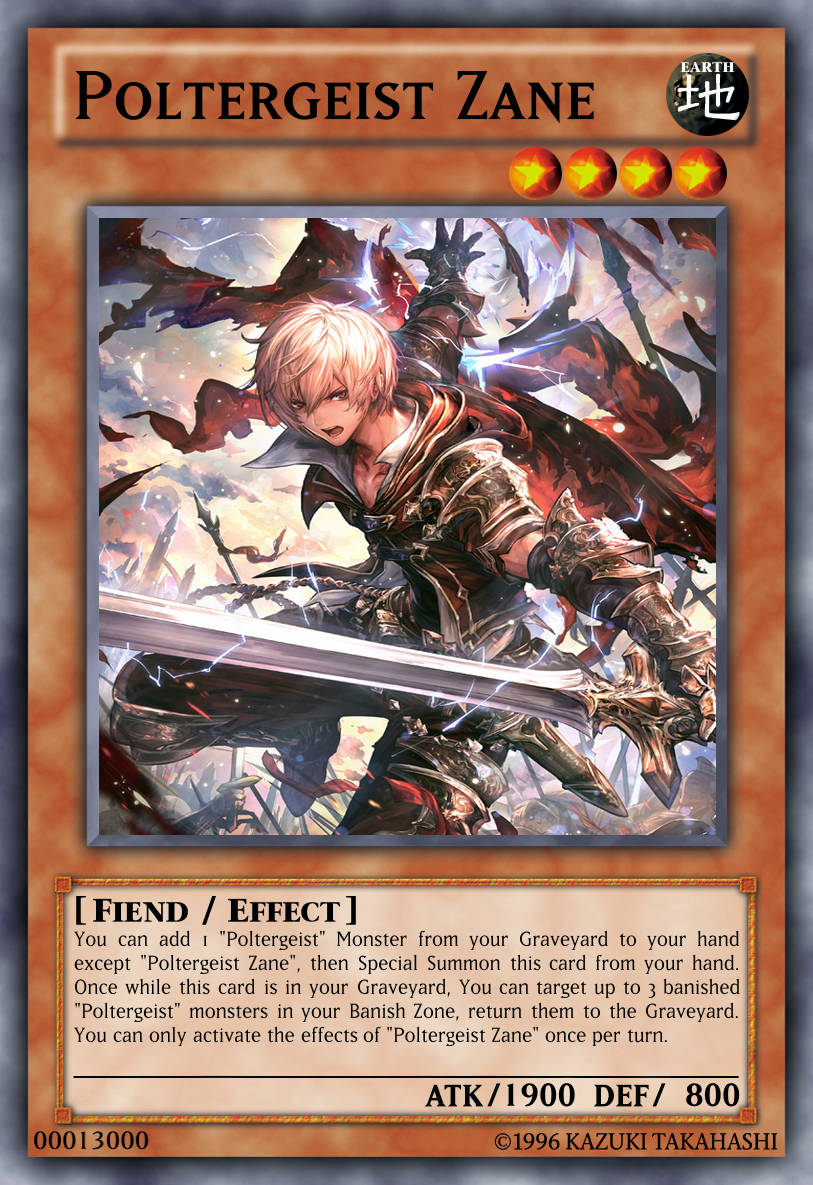 Poltergeist Zane
EARTH
地
[ Fiend / Effect ]
You can add 1 "Poltergeist" Monster from your Graveyard to your hand
except "Poltergeist Zane", then Special Summon this card from your hand.
Once while this card is in your Graveyard, You can target up to 3 banished
"Poltergeist" monsters in your Banish Zone, return them to the Graveyard.
You can only activate the effects of "Poltergeist Zane" once per turn.
ATK/1900 DEF/ 800
00013000 ©1996 KAZUKI TAKAHASHI